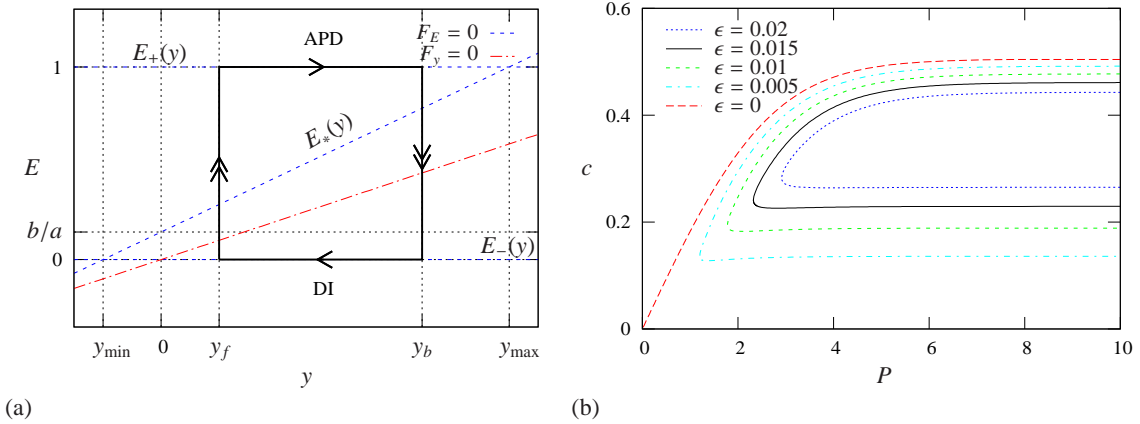 APD
F_E = 0
F_y = 0
E_+(y)
1
E_*(y)
E
b/a
E_−(y)
0
DI
y_min
0
y_f
y_b
y_max
y
(a)
0.6
ϵ = 0.02
ϵ = 0.015
ϵ = 0.01
ϵ = 0.005
ϵ = 0
0.4
c
0.2
0
0 2 4 6 8 10
P
(b)